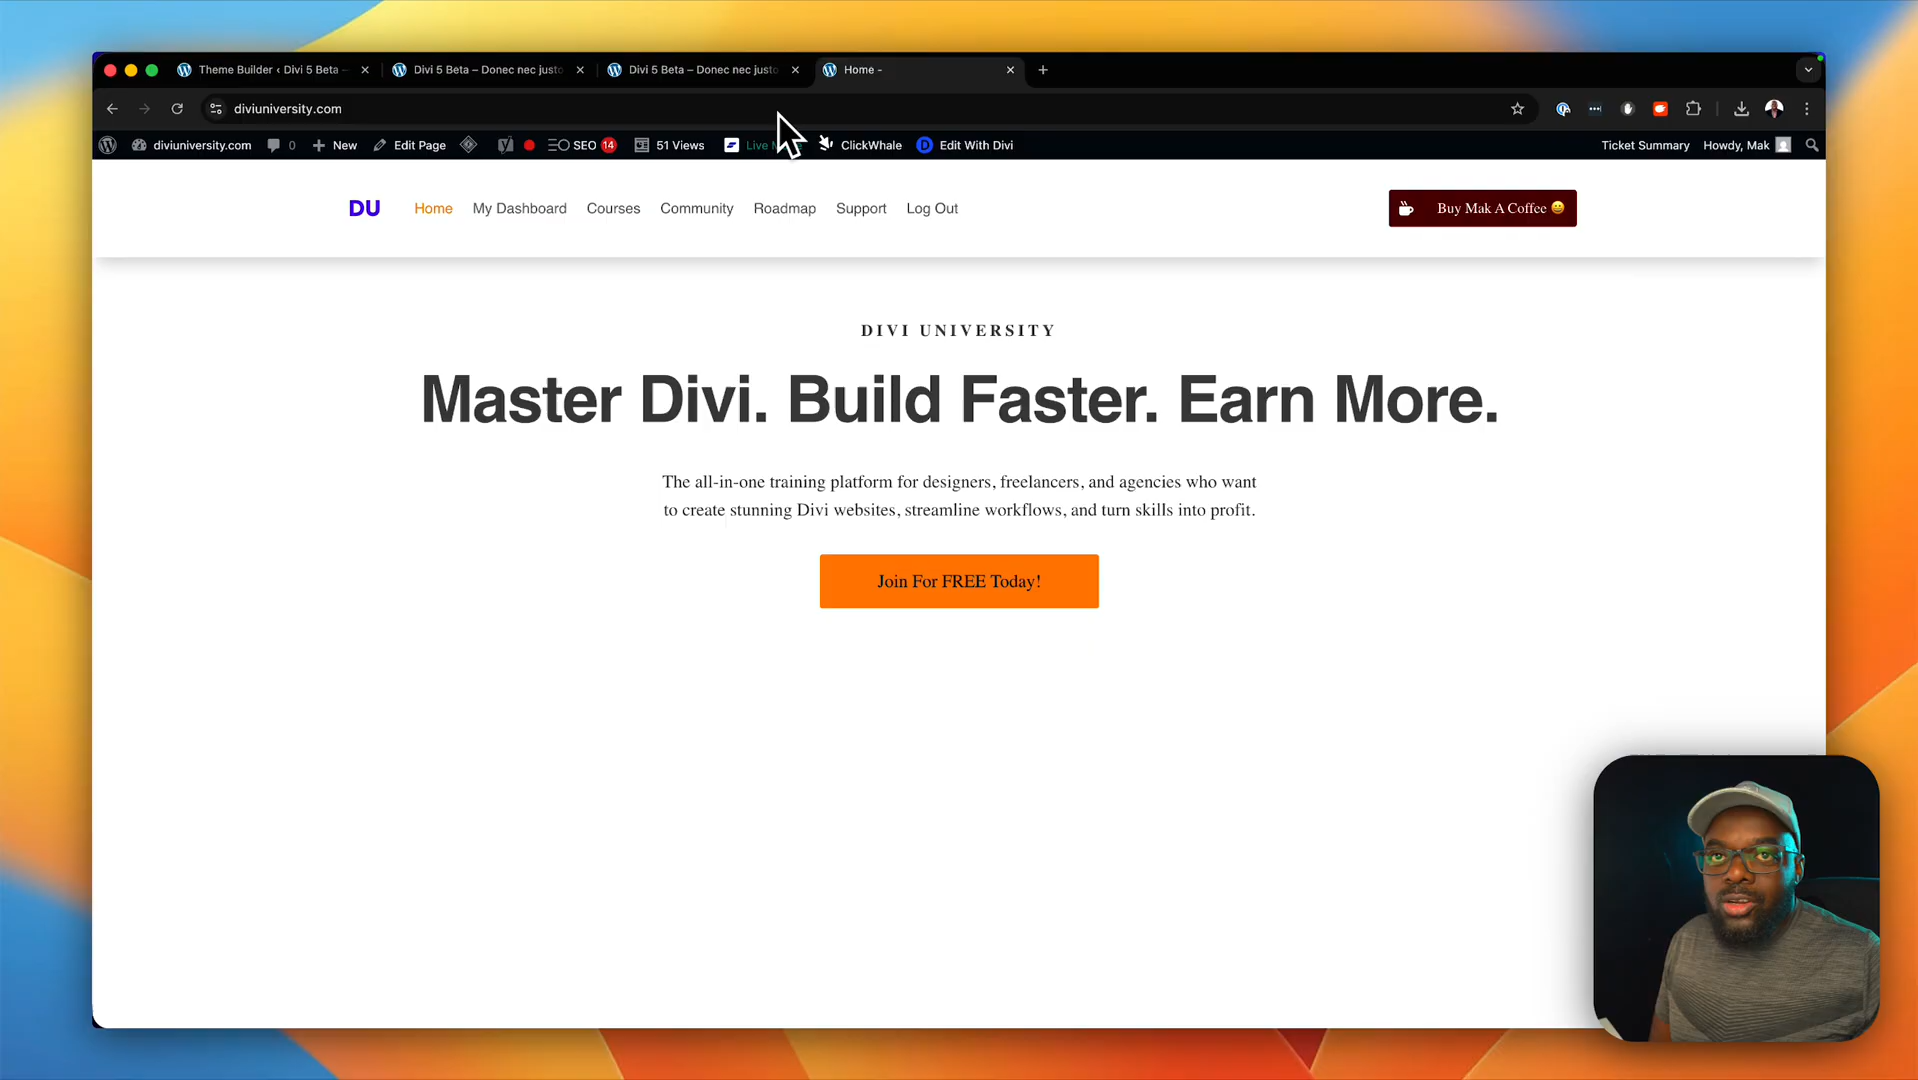 Theme Builder ‹ Divi 5 Beta –
Divi 5 Beta – Donec nec justo
Divi 5 Beta – Donec nec justo
Home -
diviuniversity.com
diviuniversity.com 0 New Edit Page SEO 14 51 Views Live ClickWhale Edit With Divi Ticket Summary Howdy, Mak
DU Home My Dashboard Courses Community Roadmap Support Log Out Buy Mak A Coffee 😀
DIVI UNIVERSITY
Master Divi. Build Faster. Earn More.
The all-in-one training platform for designers, freelancers, and agencies who want
to create stunning Divi websites, streamline workflows, and turn skills into profit.
Join For FREE Today!